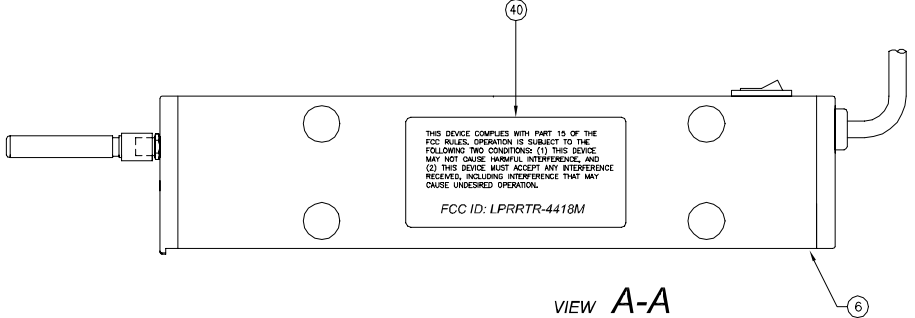 40
THIS DEVICE COMPLIES WITH PART 15 OF THE
FCC RULES. OPERATION IS SUBJECT TO THE
FOLLOWING TWO CONDITIONS: (1) THIS DEVICE
MAY NOT CAUSE HARMFUL INTERFERENCE, AND
(2) THIS DEVICE MUST ACCEPT ANY INTERFERENCE
RECEIVED, INCLUDING INTERFERENCE THAT MAY
CAUSE UNDESIRED OPERATION.
FCC ID: LPRRTR-4418M
VIEW A-A
6